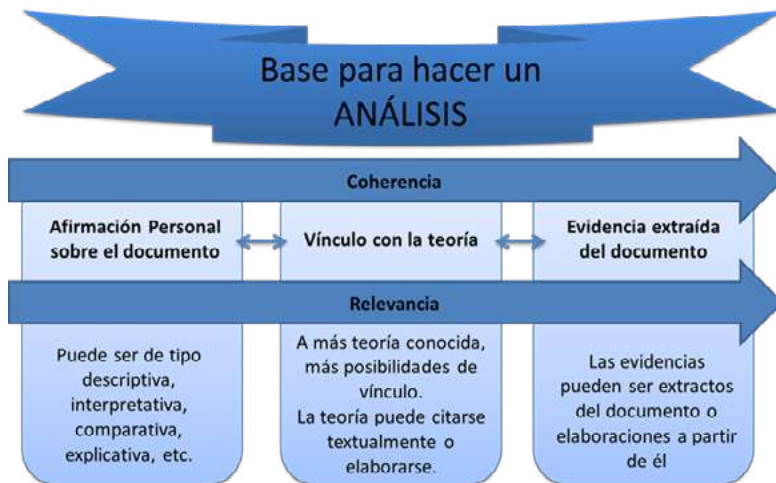 Base para hacer un
ANÁLISIS
Coherencia
Afirmación Personal
sobre el documento
Vínculo con la teoría
Evidencia extraída
del documento
Relevancia
Puede ser de tipo
descriptiva,
interpretativa,
comparativa,
explicativa, etc.
A más teoría conocida,
más posibilidades de
vínculo.
La teoría puede citarse
textualmente o
elaborarse.
Las evidencias
pueden ser extractos
del documento o
elaboraciones a partir
de él